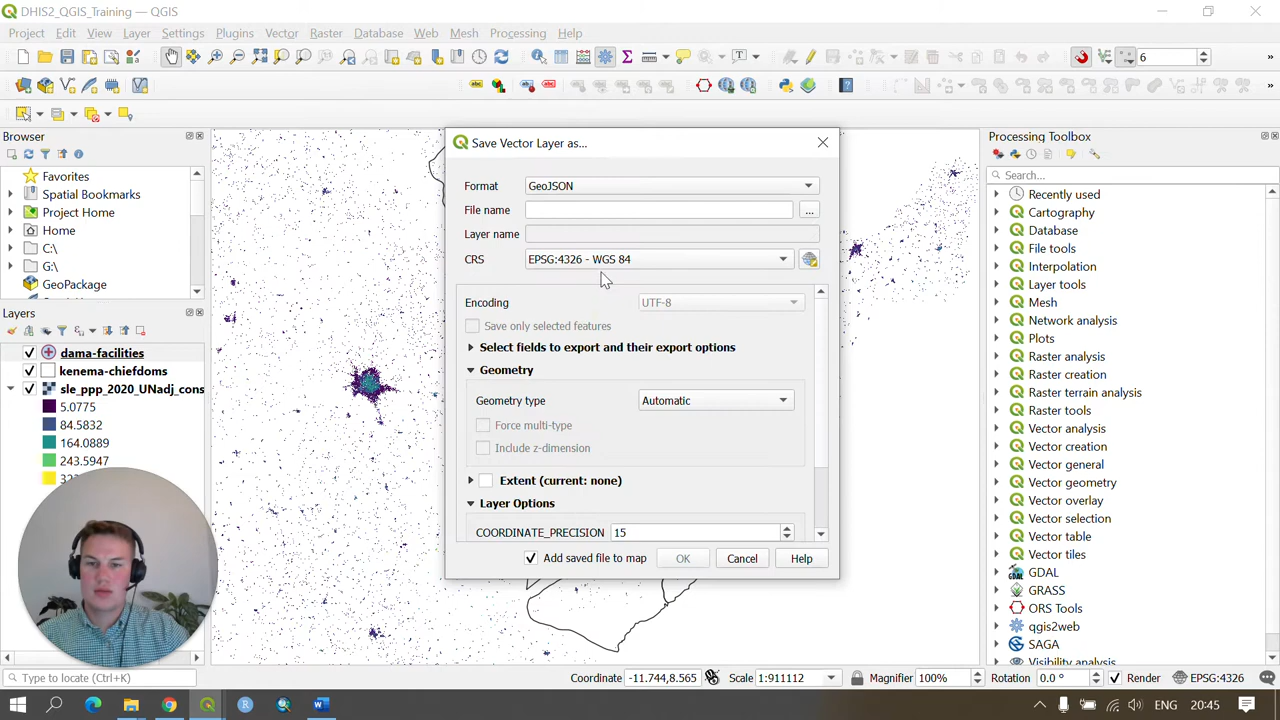 DHIS2_QGIS_Training — QGIS
Project Edit View Layer Settings Plugins Vector Raster Database Web Mesh Processing Help
6
Browser
Favorites
Spatial Bookmarks
Project Home
Home
C:\
G:\
GeoPackage
Layers
dama-facilities
kenema-chiefdoms
sle_ppp_2020_UNadj_cons
5.0775
84.5832
164.0889
243.5947
Save Vector Layer as...
Format GeoJSON
File name ...
Layer name
CRS EPSG:4326 - WGS 84
Encoding UTF-8
Save only selected features
Select fields to export and their export options
Geometry
Geometry type Automatic
Force multi-type
Include z-dimension
Extent (current: none)
Layer Options
COORDINATE_PRECISION 15
Add saved file to map OK Cancel Help
Processing Toolbox
Search...
Recently used
Cartography
Database
File tools
Interpolation
Layer tools
Mesh
Network analysis
Plots
Raster analysis
Raster creation
Raster terrain analysis
Raster tools
Vector analysis
Vector creation
Vector general
Vector geometry
Vector overlay
Vector selection
Vector table
Vector tiles
GDAL
GRASS
ORS Tools
qgis2web
SAGA
Visibility analysis
Type to locate (Ctrl+K) Coordinate -11.744,8.565 Scale 1:911112 Magnifier 100% Rotation 0.0 ° Render EPSG:4326
ENG 20:45